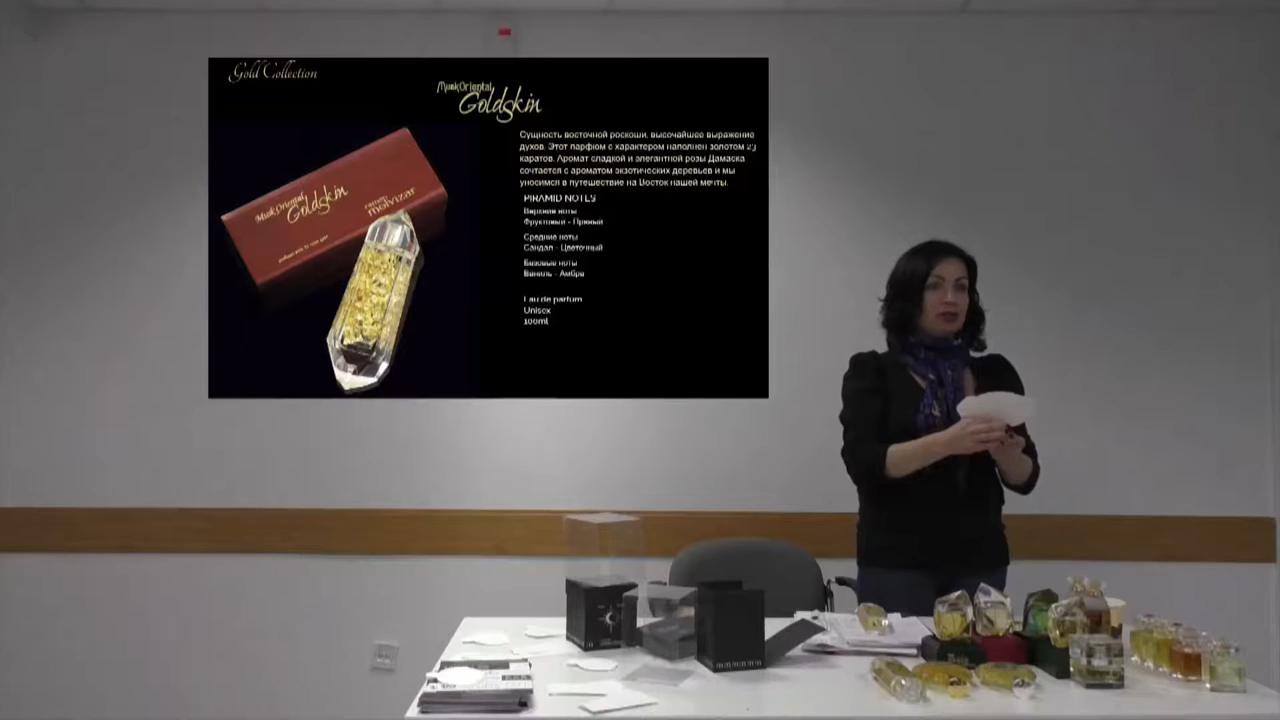 Gold Collection
Musk Oriental
Goldskin
Сущность восточной роскоши, высочайшее выражение
духов. Этот парфюм с характером наполнен золотом 23
каратов. Аромат сладкой и элегантной розы Дамаска
сочетается с ароматом экзотических деревьев и мы
уносимся в путешествие на Восток нашей мечты.
PIRAMID NOTES
Верхние ноты
Фруктовый - Пряный
Средние ноты
Сандал - Цветочный
Базовые ноты
Ваниль - Амбра
Eau de parfum
Unisex
100ml
Musk Oriental
Goldskin
ramon
molvizar